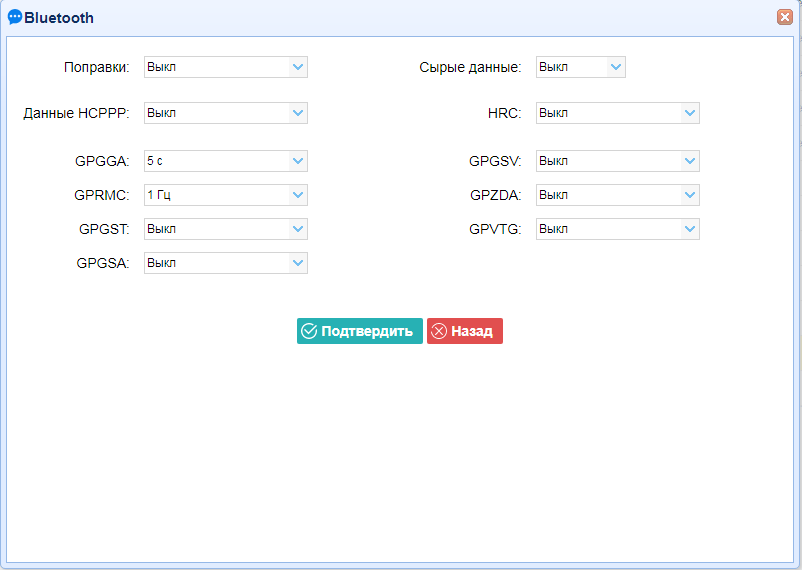 Bluetooth
Поправки: Выкл Сырые данные: Выкл
Данные HCPPP: Выкл HRC: Выкл
GPGGA: 5 с GPGSV: Выкл
GPRMC: 1 Гц GPZDA: Выкл
GPGST: Выкл GPVTG: Выкл
GPGSA: Выкл
Подтвердить Назад